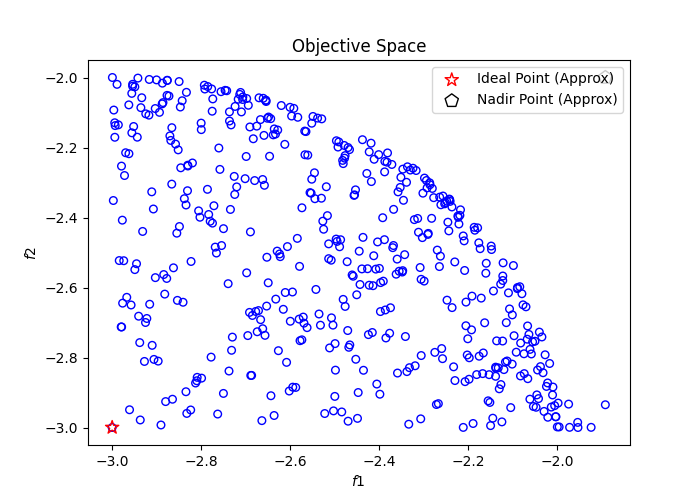 Objective Space
Ideal Point (Approx)
Nadir Point (Approx)
−2.0
−2.2
−2.4
−2.6
−2.8
−3.0
f2
−3.0 −2.8 −2.6 −2.4 −2.2 −2.0
f1